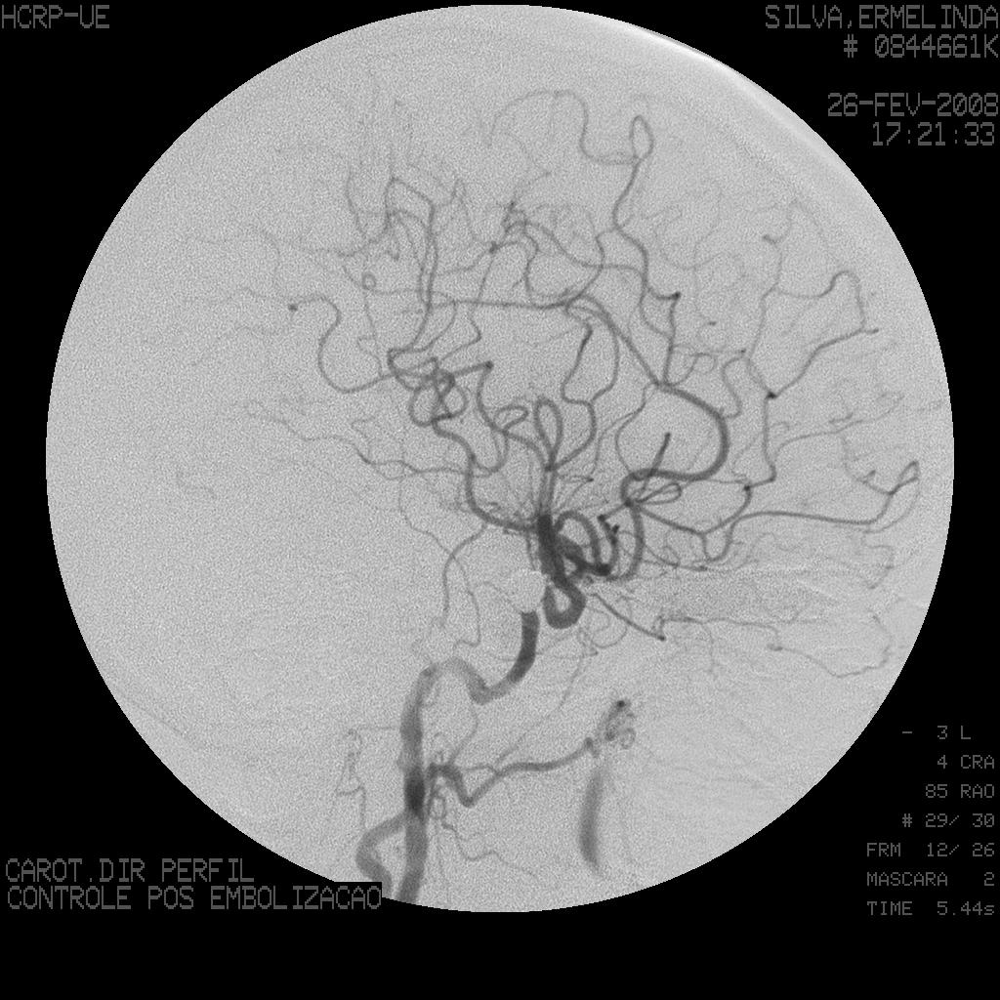 HCRP-UE
SILVA,ERMELINDA
# 0844661K
26-FEV-2008
17:21:33
- 3 L
4 CRA
85 RAO
# 29/ 30
FRM 12/ 26
MASCARA 2
TIME 5.44s
CAROT.DIR PERFIL
CONTROLE POS EMBOLIZACAO